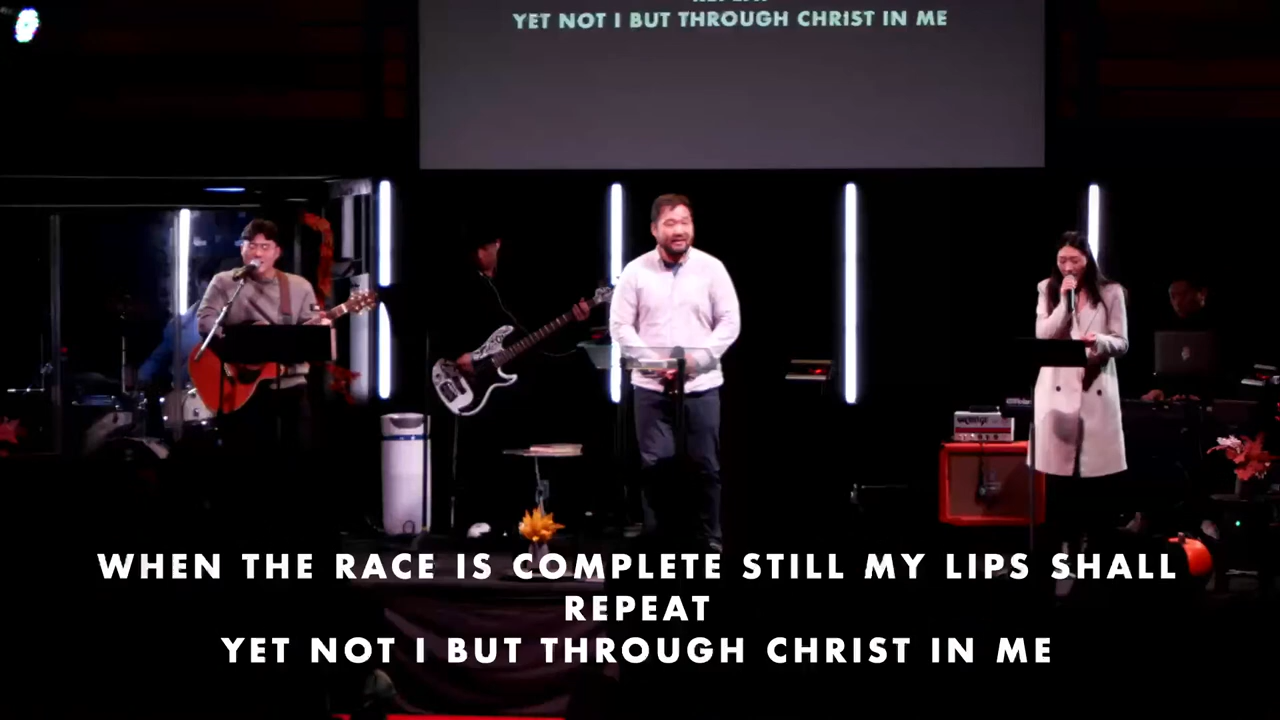 YET NOT I BUT THROUGH CHRIST IN ME
WHEN THE RACE IS COMPLETE STILL MY LIPS SHALL
REPEAT
YET NOT I BUT THROUGH CHRIST IN ME